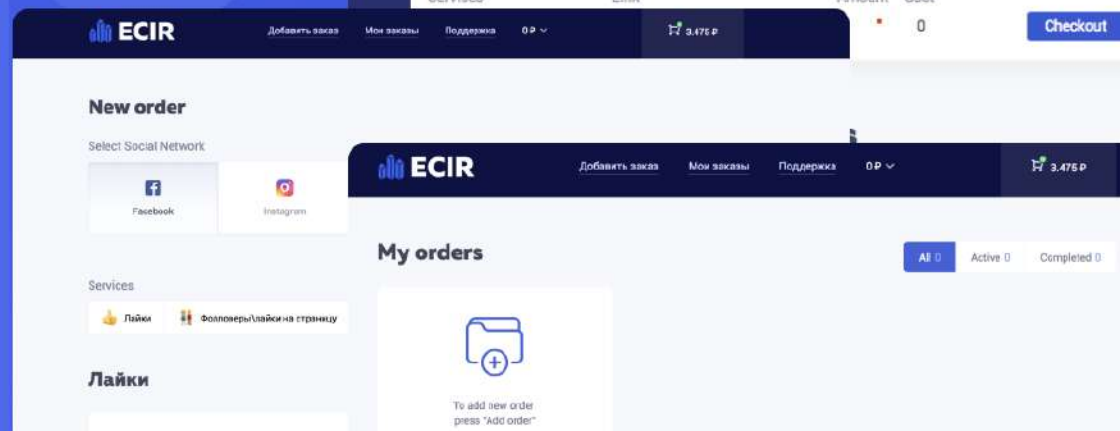 Amount Cost
0 Checkout
ECIR Добавить заказ Мои заказы Поддержка 0 ₽ 3.475 ₽
New order
Select Social Network
Facebook Instagram
Services
Лайки Фолловеры\лайки на страницу
Лайки
ECIR Добавить заказ Мои заказы Поддержка 0 ₽ 3.475 ₽
My orders
All 0 Active 0 Completed 0
To add new order
press "Add order"